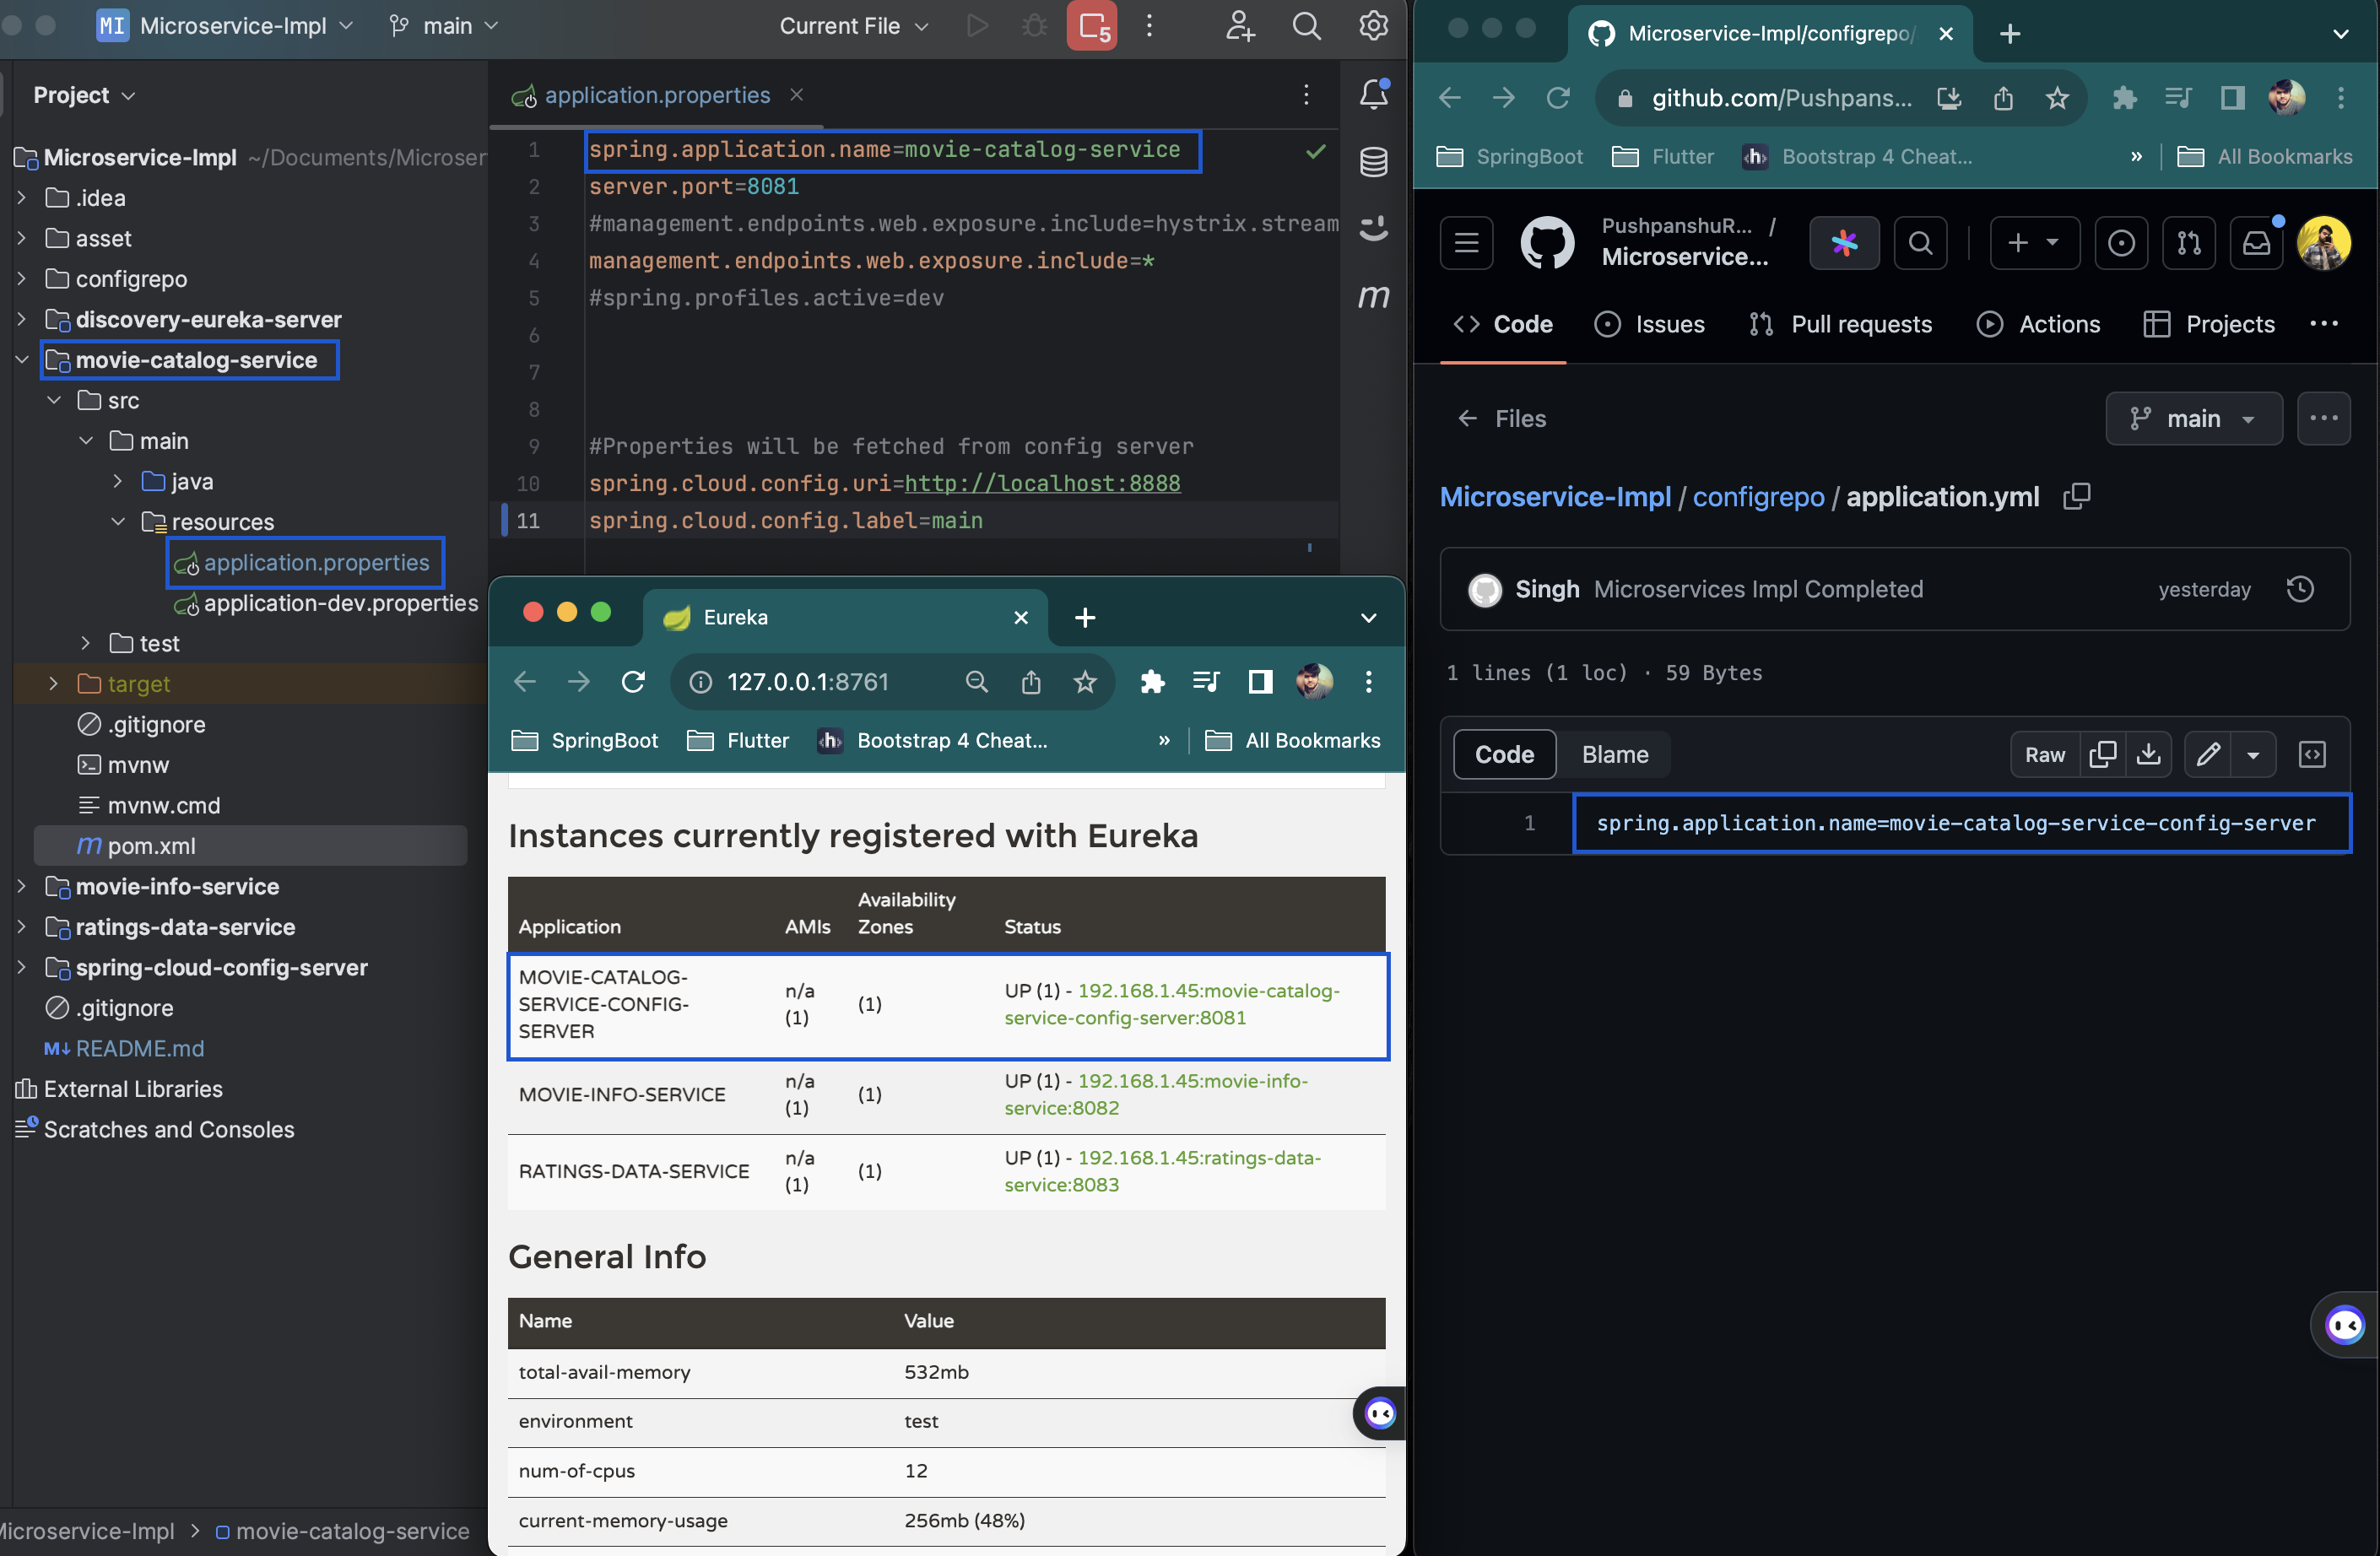 MI Microservice-Impl
main
Current File
5
Project
Microservice-Impl ~/Documents/Microser
.idea
asset
configrepo
discovery-eureka-server
movie-catalog-service
src
main
java
resources
application.properties
application-dev.properties
test
target
.gitignore
mvnw
mvnw.cmd
m pom.xml
movie-info-service
ratings-data-service
spring-cloud-config-server
.gitignore
M↓ README.md
External Libraries
Scratches and Consoles
Microservice-Impl > movie-catalog-service
application.properties
1 spring.application.name=movie-catalog-service
2 server.port=8081
3 #management.endpoints.web.exposure.include=hystrix.stream
4 management.endpoints.web.exposure.include=*
5 #spring.profiles.active=dev
6
7
8
9 #Properties will be fetched from config server
10 spring.cloud.config.uri=http://localhost:8888
11 spring.cloud.config.label=main
m
Eureka
127.0.0.1:8761
SpringBoot
Flutter
h
Bootstrap 4 Cheat...
»
All Bookmarks
Instances currently registered with Eureka
Application AMIs Availability Zones Status
MOVIE-CATALOG-SERVICE-CONFIG-SERVER n/a (1) (1) UP (1) - 192.168.1.45:movie-catalog-service-config-server:8081
MOVIE-INFO-SERVICE n/a (1) (1) UP (1) - 192.168.1.45:movie-info-service:8082
RATINGS-DATA-SERVICE n/a (1) (1) UP (1) - 192.168.1.45:ratings-data-service:8083
General Info
Name Value
total-avail-memory 532mb
environment test
num-of-cpus 12
current-memory-usage 256mb (48%)
Microservice-Impl/configrepo/
github.com/Pushpans...
SpringBoot
Flutter
h
Bootstrap 4 Cheat...
»
All Bookmarks
PushpanshuR... /
Microservice...
Code
Issues
Pull requests
Actions
Projects
Files
main
Microservice-Impl / configrepo / application.yml
Singh Microservices Impl Completed yesterday
1 lines (1 loc) · 59 Bytes
Code Blame Raw
1 spring.application.name=movie-catalog-service-config-server